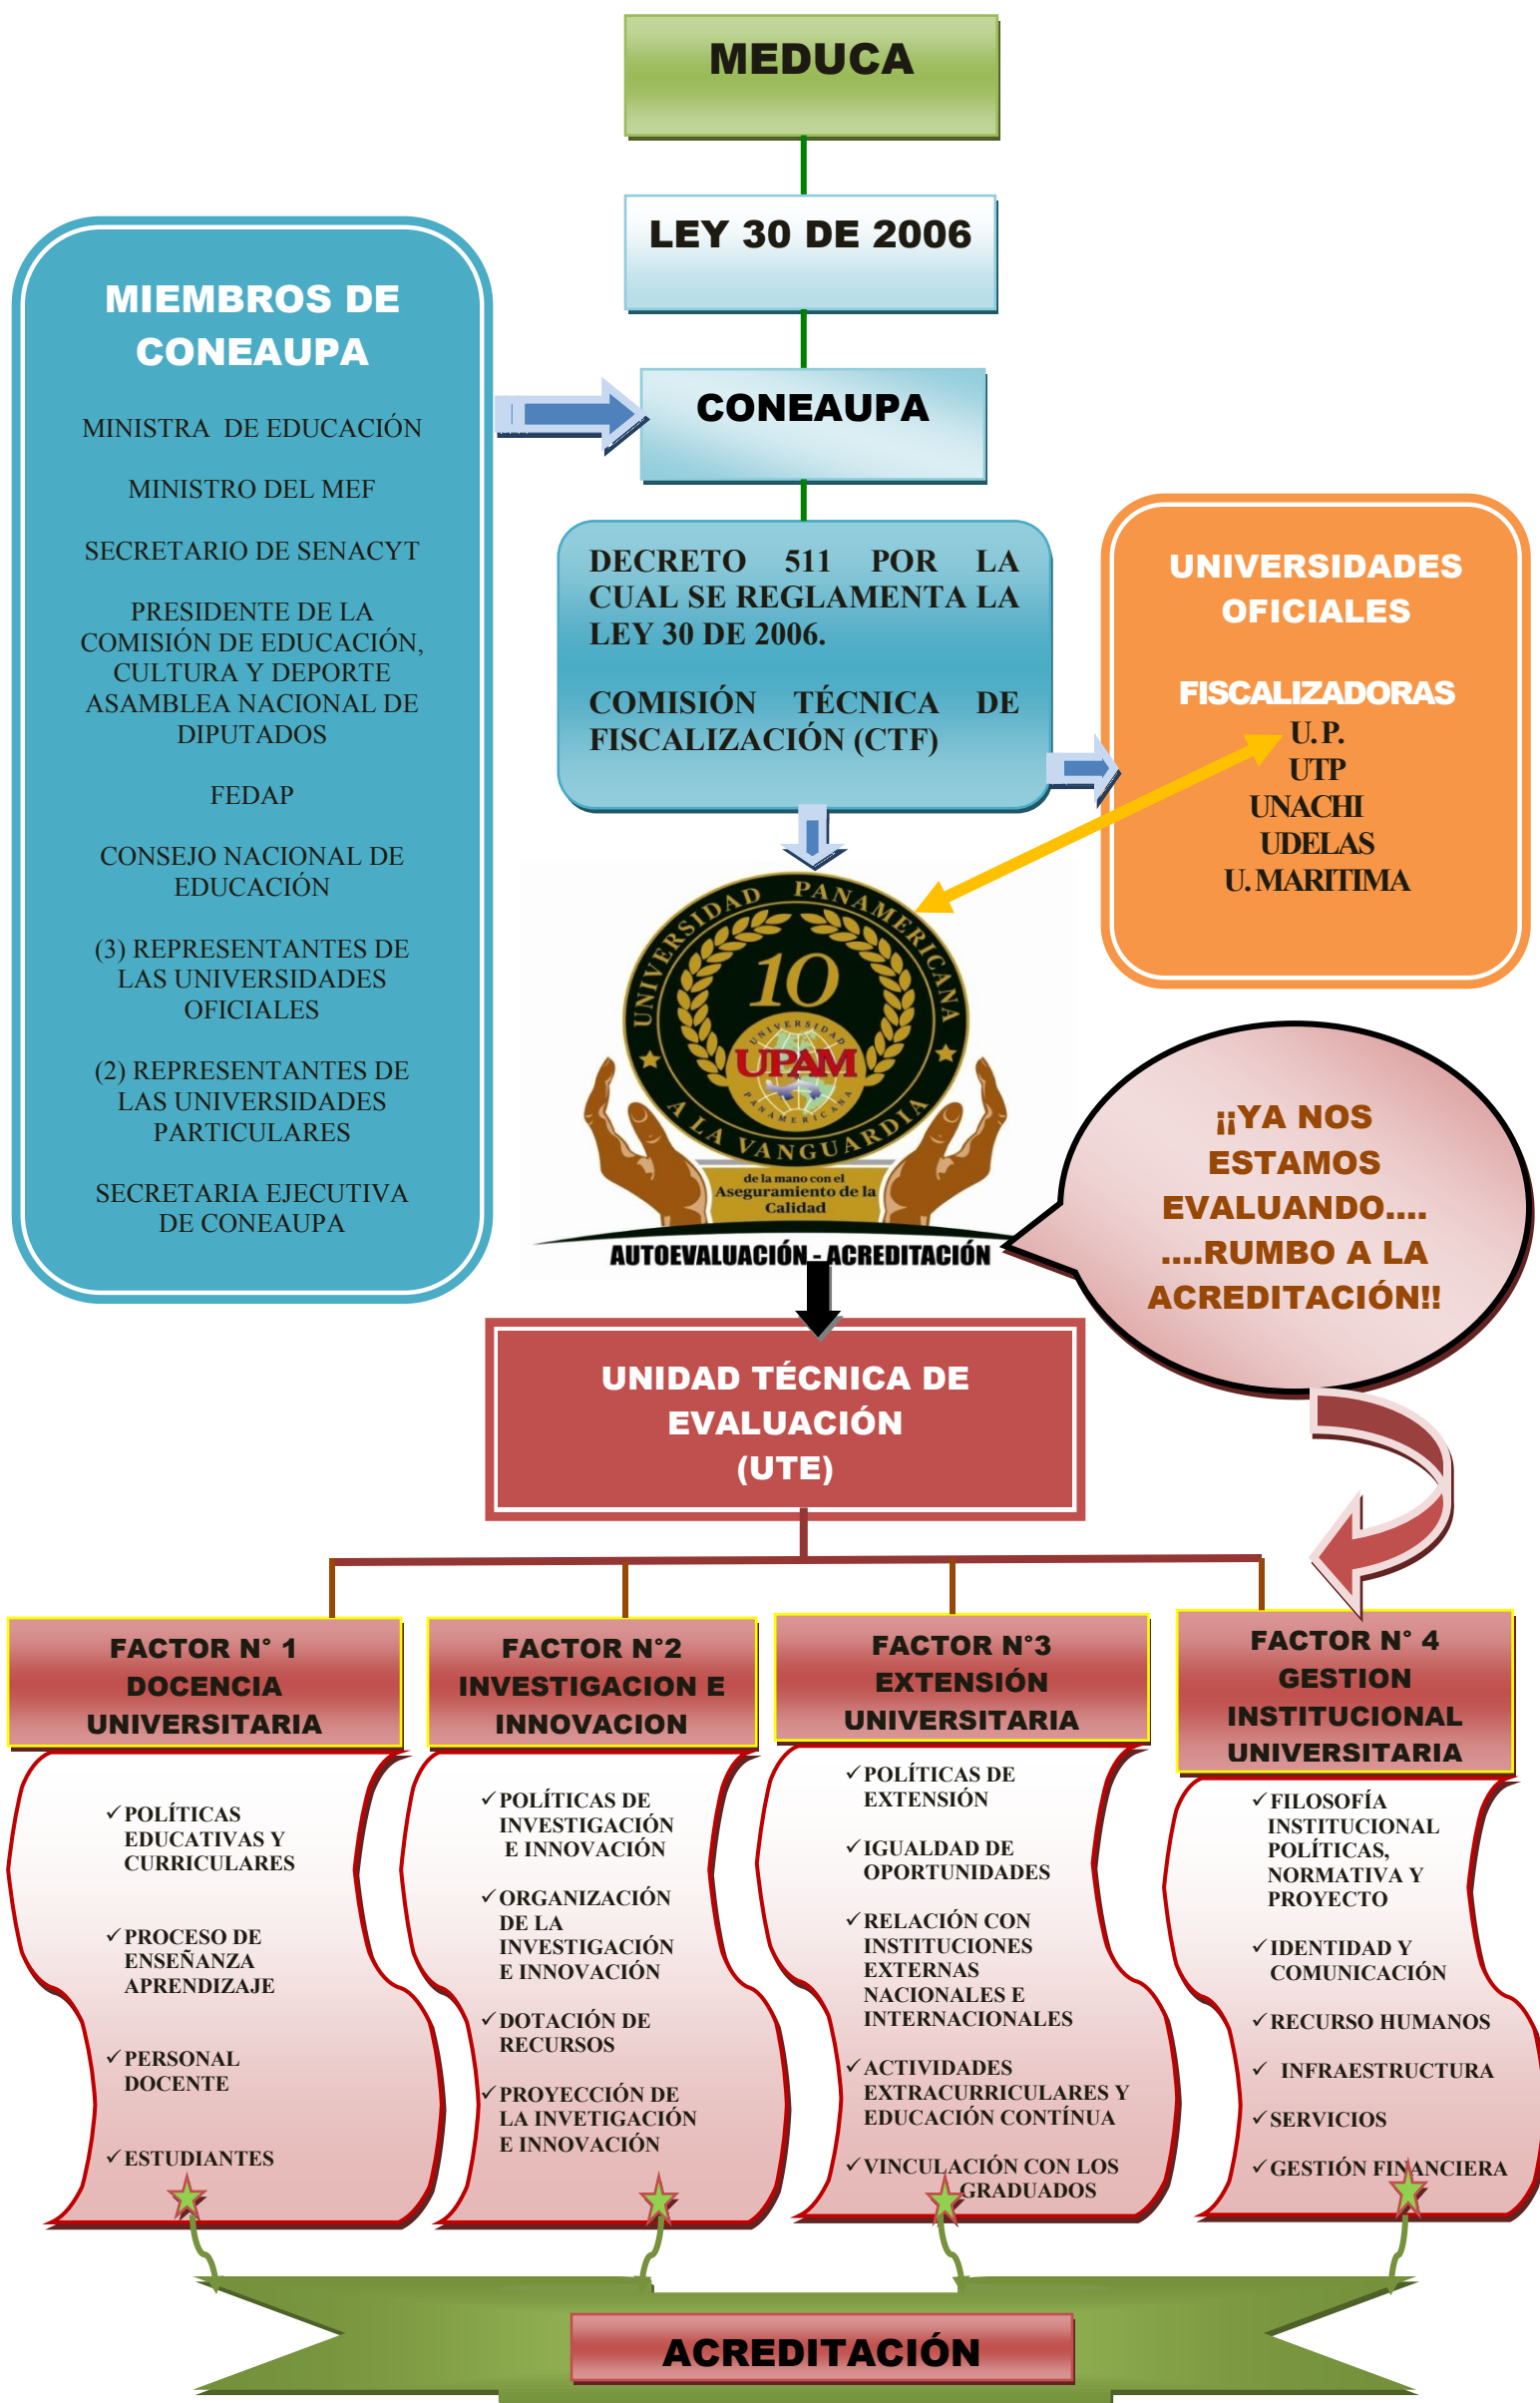 MEDUCA
LEY 30 DE 2006
MIEMBROS DE
CONEAUPA
MINISTRA DE EDUCACIÓN
MINISTRO DEL MEF
SECRETARIO DE SENACYT
PRESIDENTE DE LA
COMISIÓN DE EDUCACIÓN,
CULTURA Y DEPORTE
ASAMBLEA NACIONAL DE
DIPUTADOS
FEDAP
CONSEJO NACIONAL DE
EDUCACIÓN
(3) REPRESENTANTES DE
LAS UNIVERSIDADES
OFICIALES
(2) REPRESENTANTES DE
LAS UNIVERSIDADES
PARTICULARES
SECRETARIA EJECUTIVA
DE CONEAUPA
CONEAUPA
DECRETO 511 POR LA
CUAL SE REGLAMENTA LA
LEY 30 DE 2006.
COMISIÓN TÉCNICA DE
FISCALIZACIÓN (CTF)
UNIVERSIDADES
OFICIALES
FISCALIZADORAS
U. P.
UTP
UNACHI
UDELAS
U. MARITIMA
UNIVERSIDAD PANAMERICANA
10
UNIVERSIDAD
UPAM
PANAMERICANA
A LA VANGUARDIA
de la mano con el
Aseguramiento de la
Calidad
AUTOEVALUACIÓN - ACREDITACIÓN
¡¡YA NOS
ESTAMOS
EVALUANDO....
....RUMBO A LA
ACREDITACIÓN!!
UNIDAD TÉCNICA DE
EVALUACIÓN
(UTE)
FACTOR N° 1
DOCENCIA
UNIVERSITARIA
✓POLÍTICAS
EDUCATIVAS Y
CURRICULARES
✓PROCESO DE
ENSEÑANZA
APRENDIZAJE
✓PERSONAL
DOCENTE
✓ESTUDIANTES
FACTOR N°2
INVESTIGACION E
INNOVACION
✓POLÍTICAS DE
INVESTIGACIÓN
E INNOVACIÓN
✓ORGANIZACIÓN
DE LA
INVESTIGACIÓN
E INNOVACIÓN
✓DOTACIÓN DE
RECURSOS
✓PROYECCIÓN DE
LA INVETIGACIÓN
E INNOVACIÓN
FACTOR N°3
EXTENSIÓN
UNIVERSITARIA
✓POLÍTICAS DE
EXTENSIÓN
✓IGUALDAD DE
OPORTUNIDADES
✓RELACIÓN CON
INSTITUCIONES
EXTERNAS
NACIONALES E
INTERNACIONALES
✓ACTIVIDADES
EXTRACURRICULARES Y
EDUCACIÓN CONTÍNUA
✓VINCULACIÓN CON LOS
GRADUADOS
FACTOR N° 4
GESTION
INSTITUCIONAL
UNIVERSITARIA
✓FILOSOFÍA
INSTITUCIONAL
POLÍTICAS,
NORMATIVA Y
PROYECTO
✓IDENTIDAD Y
COMUNICACIÓN
✓RECURSO HUMANOS
✓ INFRAESTRUCTURA
✓SERVICIOS
✓GESTIÓN FINANCIERA
ACREDITACIÓN